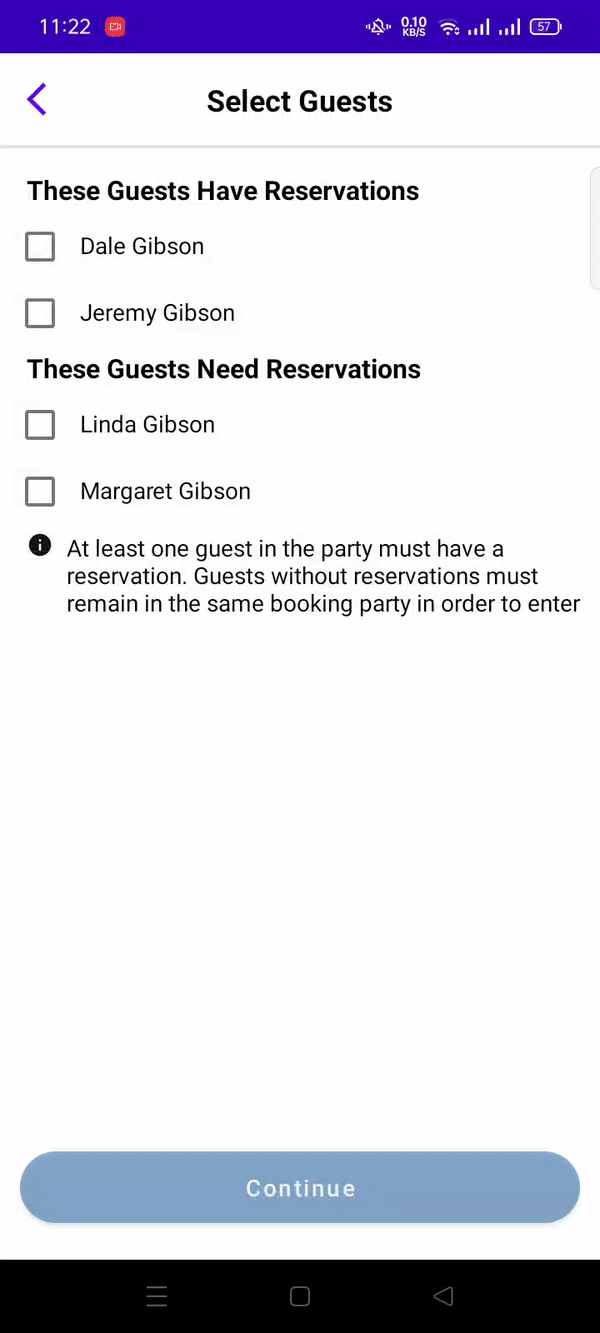 11:22
0.10
KB/S
57
Select Guests
These Guests Have Reservations
Dale Gibson
Jeremy Gibson
These Guests Need Reservations
Linda Gibson
Margaret Gibson
At least one guest in the party must have a
reservation. Guests without reservations must
remain in the same booking party in order to enter
Continue